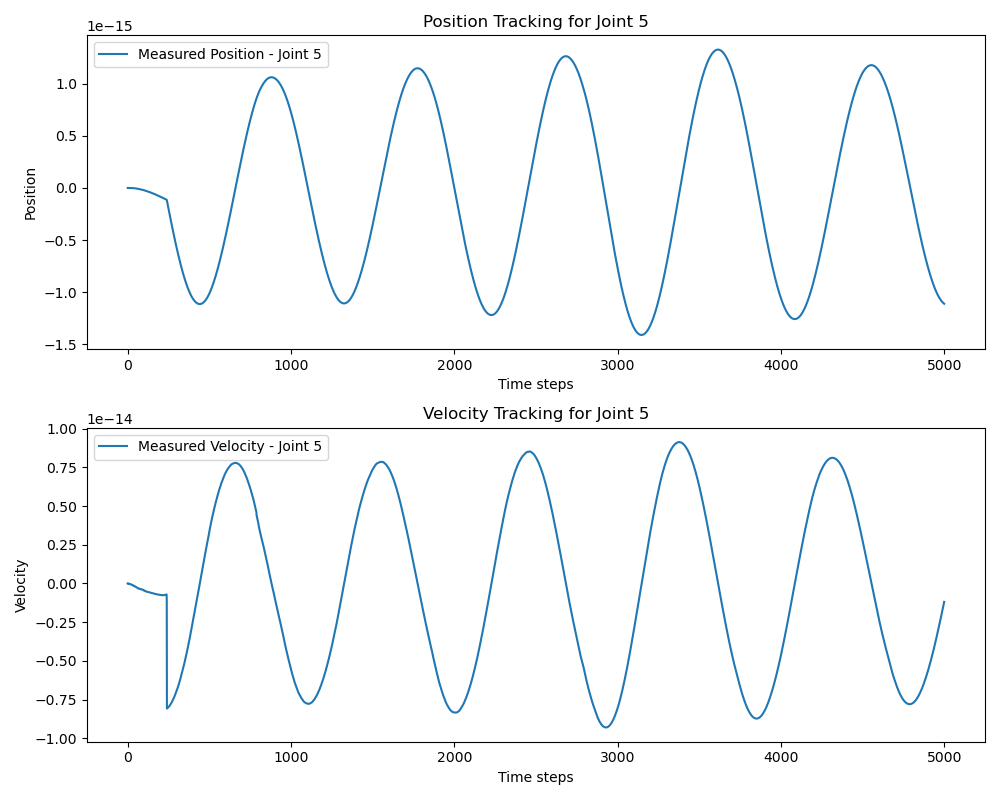 Position Tracking for Joint 5
1e−15
Measured Position - Joint 5
1.0
0.5
0.0
−0.5
−1.0
−1.5
Position
0 1000 2000 3000 4000 5000
Time steps
Velocity Tracking for Joint 5
1e−14
Measured Velocity - Joint 5
1.00
0.75
0.50
0.25
0.00
−0.25
−0.50
−0.75
−1.00
Velocity
0 1000 2000 3000 4000 5000
Time steps